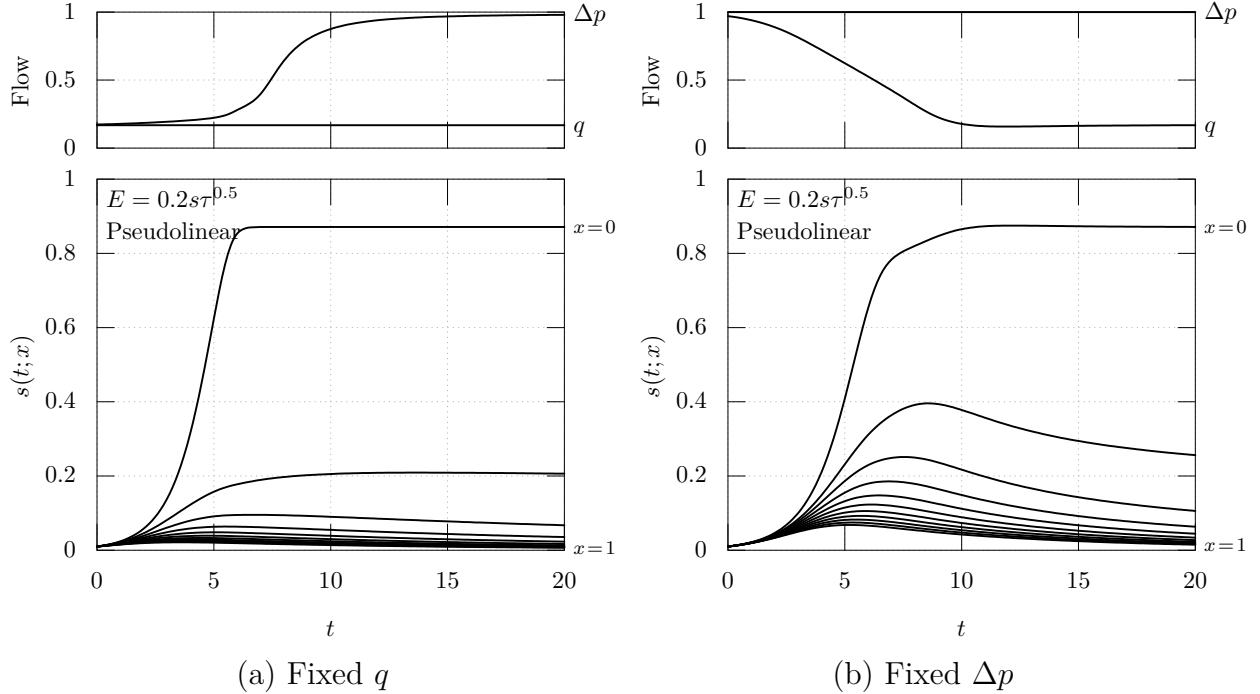 Flow
1
0.5
0
Δp
q
s(t; x)
1
0.8
0.6
0.4
0.2
0
E = 0.2sτ^0.5
Pseudolinear
x=0
x=1
0 5 10 15 20
t
(a) Fixed q
Flow
1
0.5
0
Δp
q
s(t; x)
1
0.8
0.6
0.4
0.2
0
E = 0.2sτ^0.5
Pseudolinear
x=0
x=1
0 5 10 15 20
t
(b) Fixed Δp